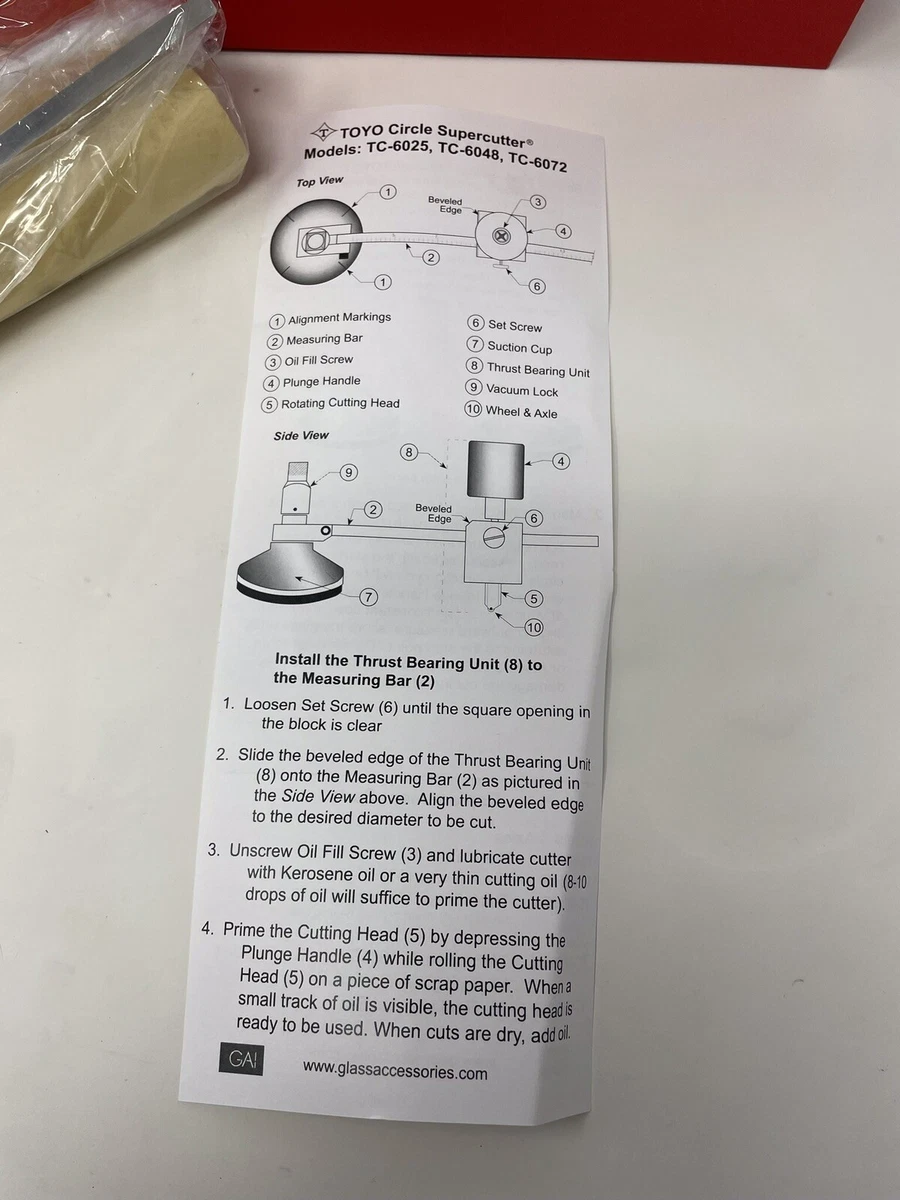 T TOYO Circle Supercutter®
Models: TC-6025, TC-6048, TC-6072
Top View
1
Beveled
Edge
3
4
2
1
6
1 Alignment Markings
2 Measuring Bar
3 Oil Fill Screw
4 Plunge Handle
5 Rotating Cutting Head
6 Set Screw
7 Suction Cup
8 Thrust Bearing Unit
9 Vacuum Lock
10 Wheel & Axle
Side View
8
4
9
2
Beveled
Edge
6
7
5
10
Install the Thrust Bearing Unit (8) to
the Measuring Bar (2)
1. Loosen Set Screw (6) until the square opening in
the block is clear
2. Slide the beveled edge of the Thrust Bearing Unit
(8) onto the Measuring Bar (2) as pictured in
the Side View above. Align the beveled edge
to the desired diameter to be cut.
3. Unscrew Oil Fill Screw (3) and lubricate cutter
with Kerosene oil or a very thin cutting oil (8-10
drops of oil will suffice to prime the cutter).
4. Prime the Cutting Head (5) by depressing the
Plunge Handle (4) while rolling the Cutting
Head (5) on a piece of scrap paper. When a
small track of oil is visible, the cutting head is
ready to be used. When cuts are dry, add oil.
GAI
www.glassaccessories.com